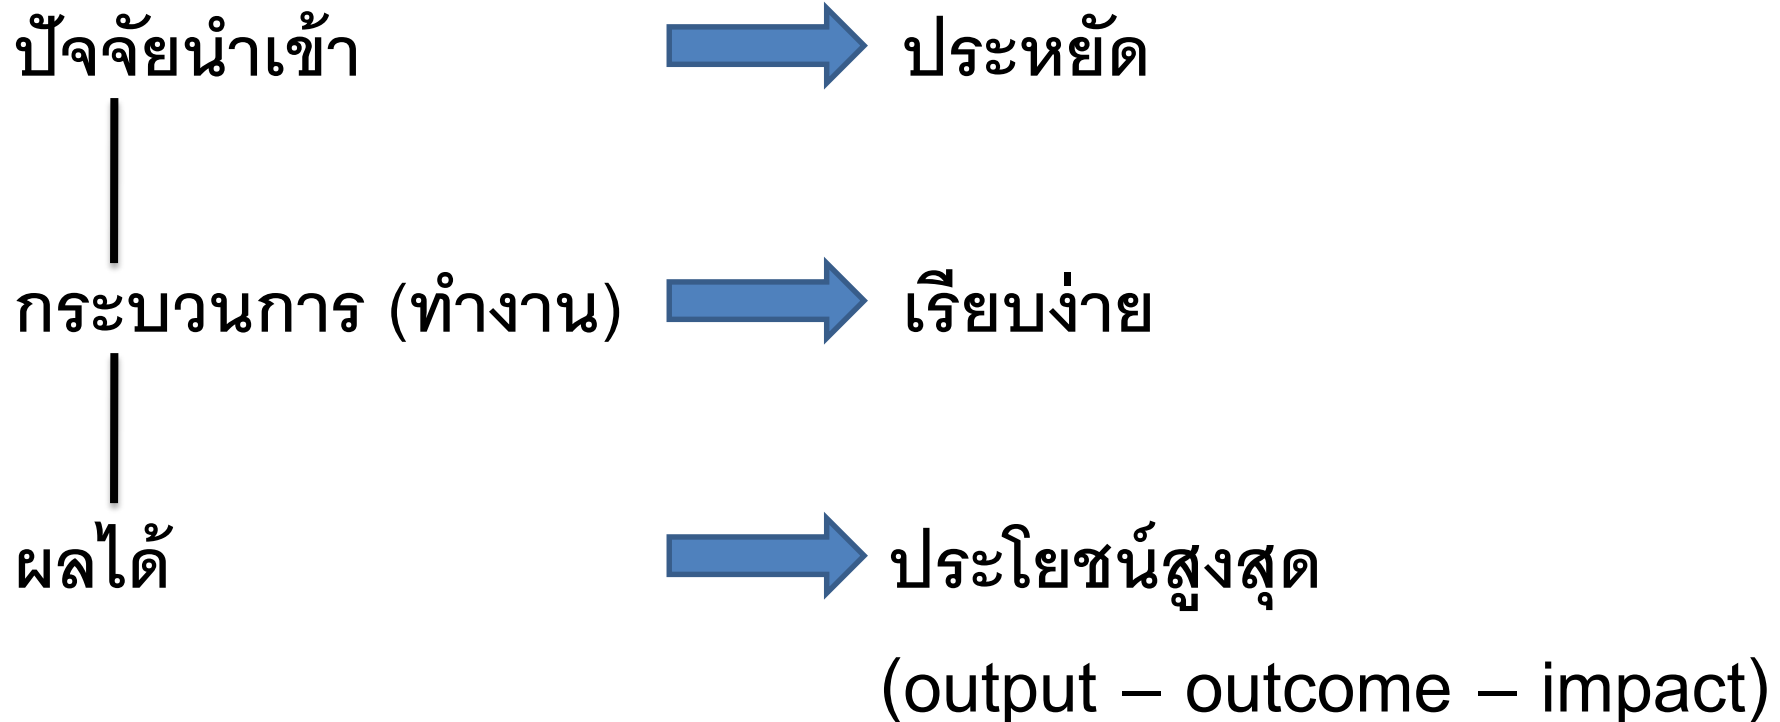 ปัจจัยนำเข้า ประหยัด
กระบวนการ (ทำงาน) เรียบง่าย
ผลได้ ประโยชน์สูงสุด
(output – outcome – impact)